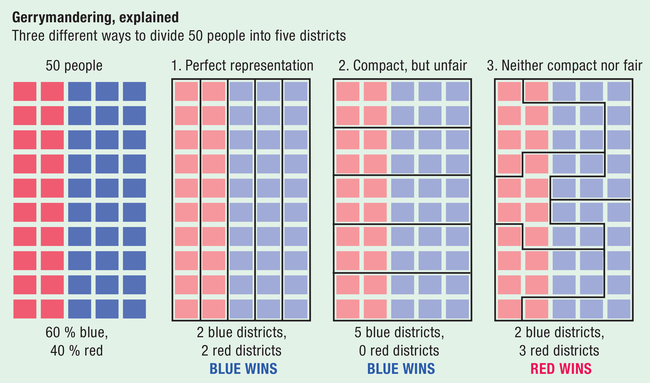 Gerrymandering, explained
Three different ways to divide 50 people into five districts
50 people
1. Perfect representation
2. Compact, but unfair
3. Neither compact nor fair
60 % blue,
40 % red
2 blue districts,
2 red districts
BLUE WINS
5 blue districts,
0 red districts
BLUE WINS
2 blue districts,
3 red districts
RED WINS